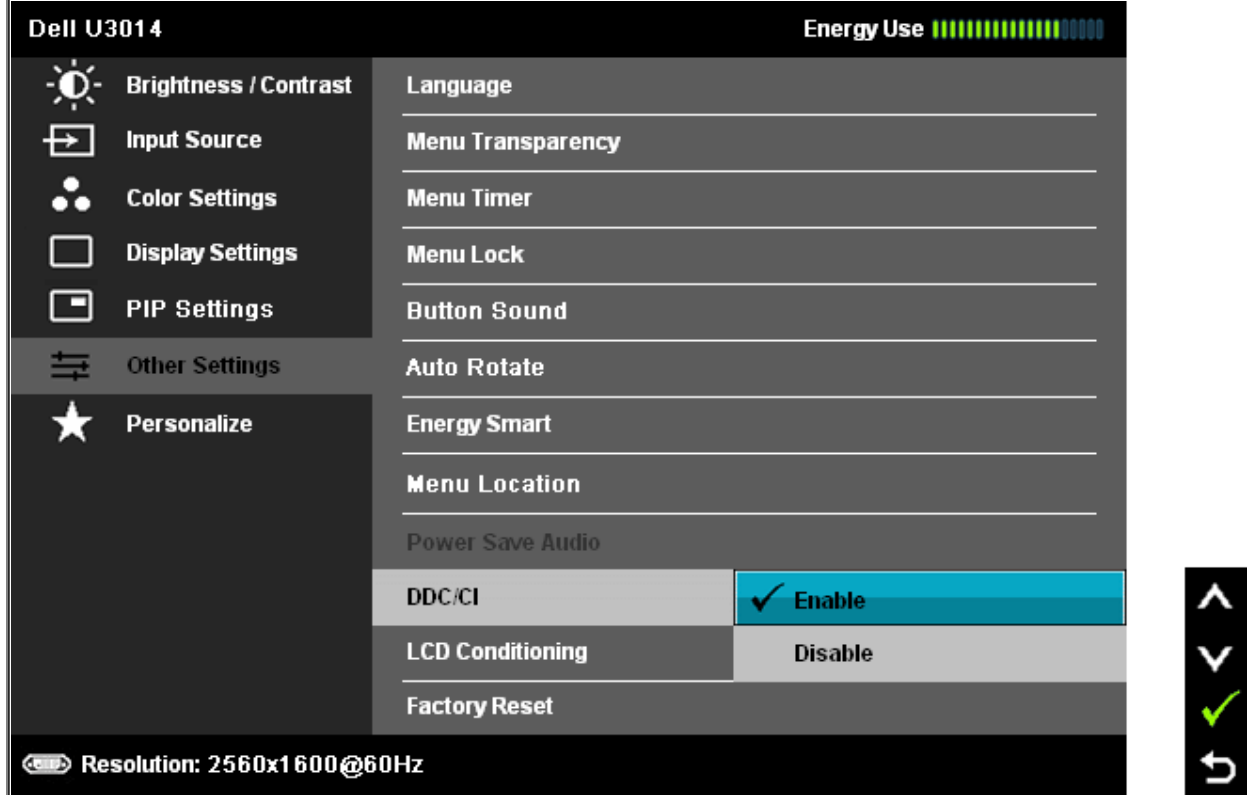 Dell U3014 Energy Use
Brightness / Contrast
Input Source
Color Settings
Display Settings
PIP Settings
Other Settings
Personalize
Language
Menu Transparency
Menu Timer
Menu Lock
Button Sound
Auto Rotate
Energy Smart
Menu Location
Power Save Audio
DDC/CI Enable
LCD Conditioning Disable
Factory Reset
Resolution: 2560x1600@60Hz